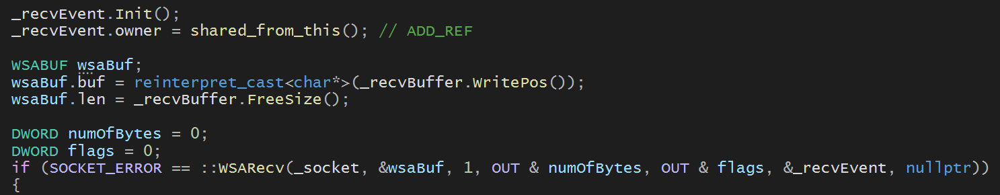 _recvEvent.Init();
_recvEvent.owner = shared_from_this(); // ADD_REF
WSABUF wsaBuf;
wsaBuf.buf = reinterpret_cast<char*>(_recvBuffer.WritePos());
wsaBuf.len = _recvBuffer.FreeSize();
DWORD numOfBytes = 0;
DWORD flags = 0;
if (SOCKET_ERROR == ::WSARecv(_socket, &wsaBuf, 1, OUT & numOfBytes, OUT & flags, &_recvEvent, nullptr))
{